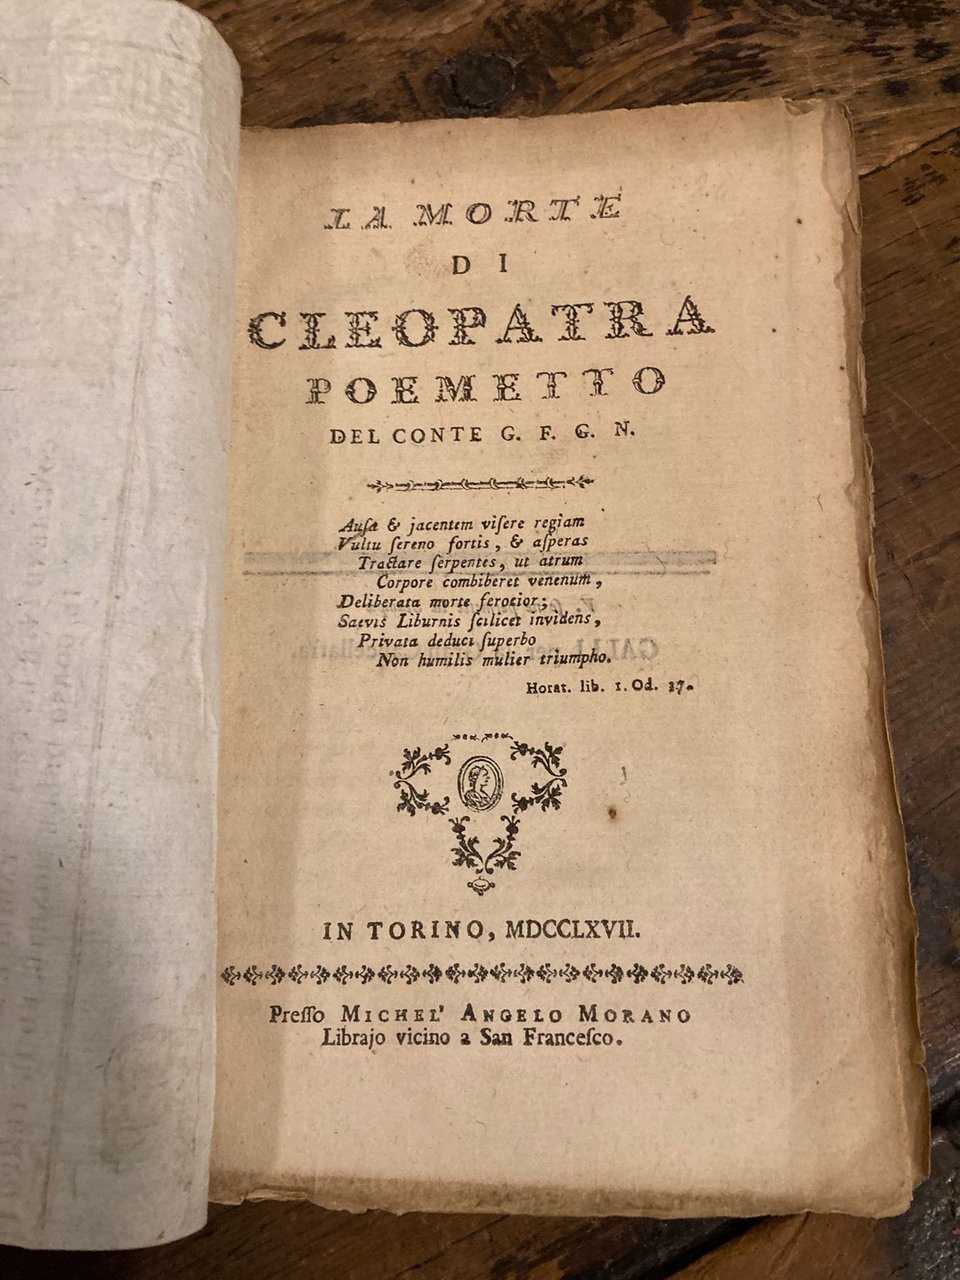 LA MORTE
DI
CLEOPATRA
POEMETTO
DEL CONTE G. F. G. N.
Auſa & jacentem viſere regiam
Vultu ſereno fortis, & aſperas
Tractare ſerpentes, ut atrum
Corpore combiberet venenum,
Deliberata morte ferocior;
Saevis Liburnis ſcilicet invidens,
Privata deduci ſuperbo
Non humilis mulier triumpho.
Horat. lib. 1. Od. 37.
IN TORINO, MDCCLXVII.
Preſſo MICHEL' ANGELO MORANO
Librajo vicino a San Franceſco.